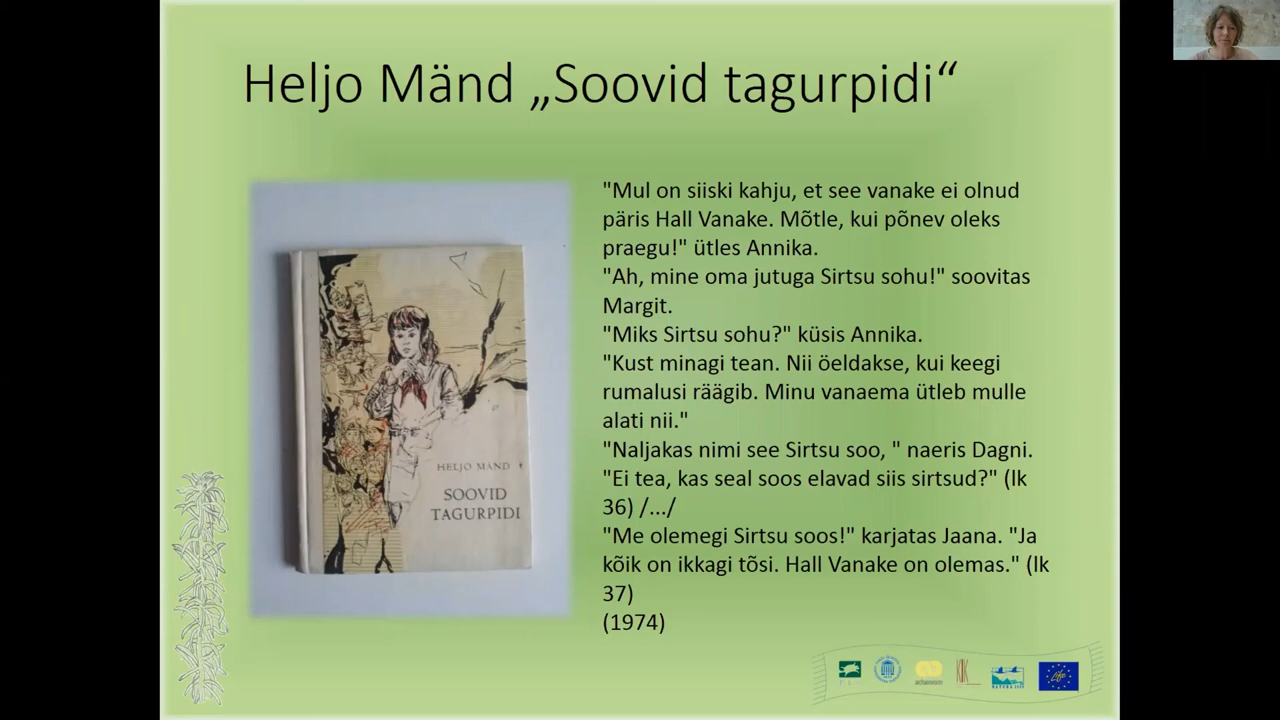 Heljo Mänd „Soovid tagurpidi“
"Mul on siiski kahju, et see vanake ei olnud
päris Hall Vanake. Mõtle, kui põnev oleks
praegu!" ütles Annika.
"Ah, mine oma jutuga Sirtsu sohu!" soovitas
Margit.
"Miks Sirtsu sohu?" küsis Annika.
"Kust minagi tean. Nii öeldakse, kui keegi
rumalusi räägib. Minu vanaema ütleb mulle
alati nii."
"Naljakas nimi see Sirtsu soo, " naeris Dagni.
"Ei tea, kas seal soos elavad siis sirtsud?" (lk
36) /.../
"Me olemegi Sirtsu soos!" karjatas Jaana. "Ja
kõik on ikkagi tõsi. Hall Vanake on olemas." (lk
37)
(1974)
HELJO MÄND
SOOVID
TAGURPIDI
KIK
NATURA 2000
Life